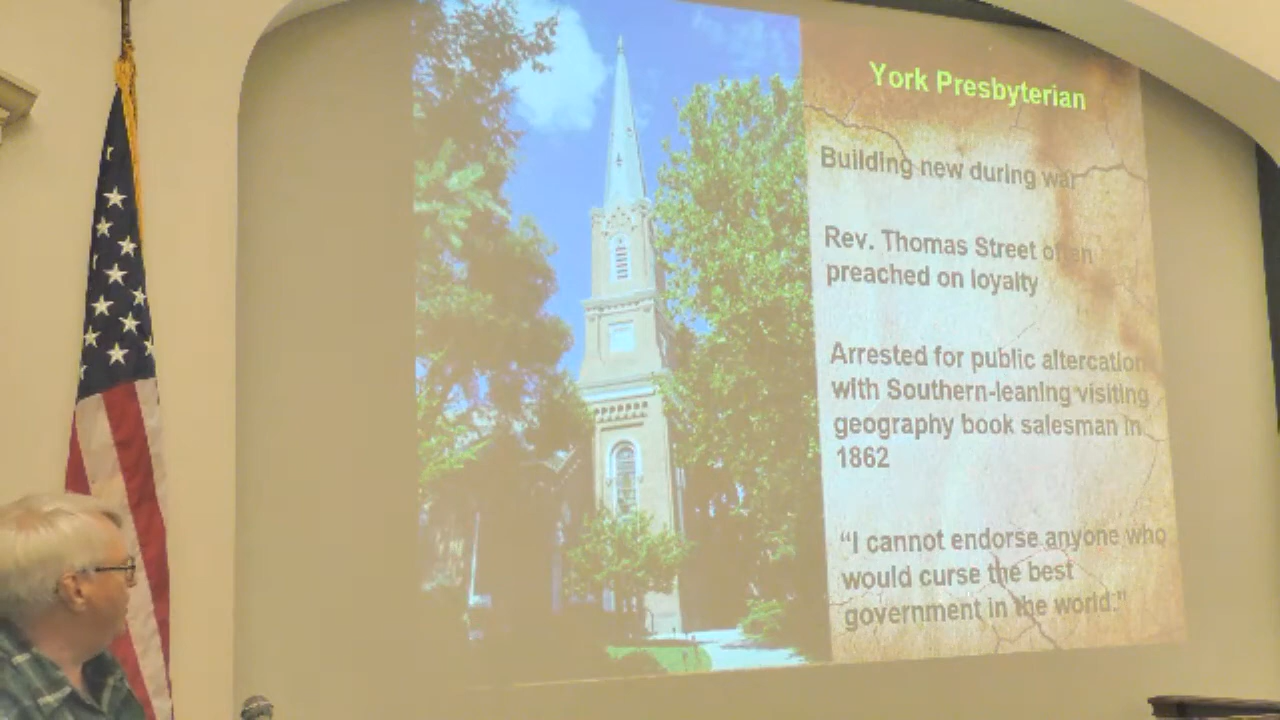 York Presbyterian
Building new during war
Rev. Thomas Street often
preached on loyalty
Arrested for public altercation
with Southern-leaning visiting
geography book salesman in
1862
“I cannot endorse anyone who
would curse the best
government in the world.”